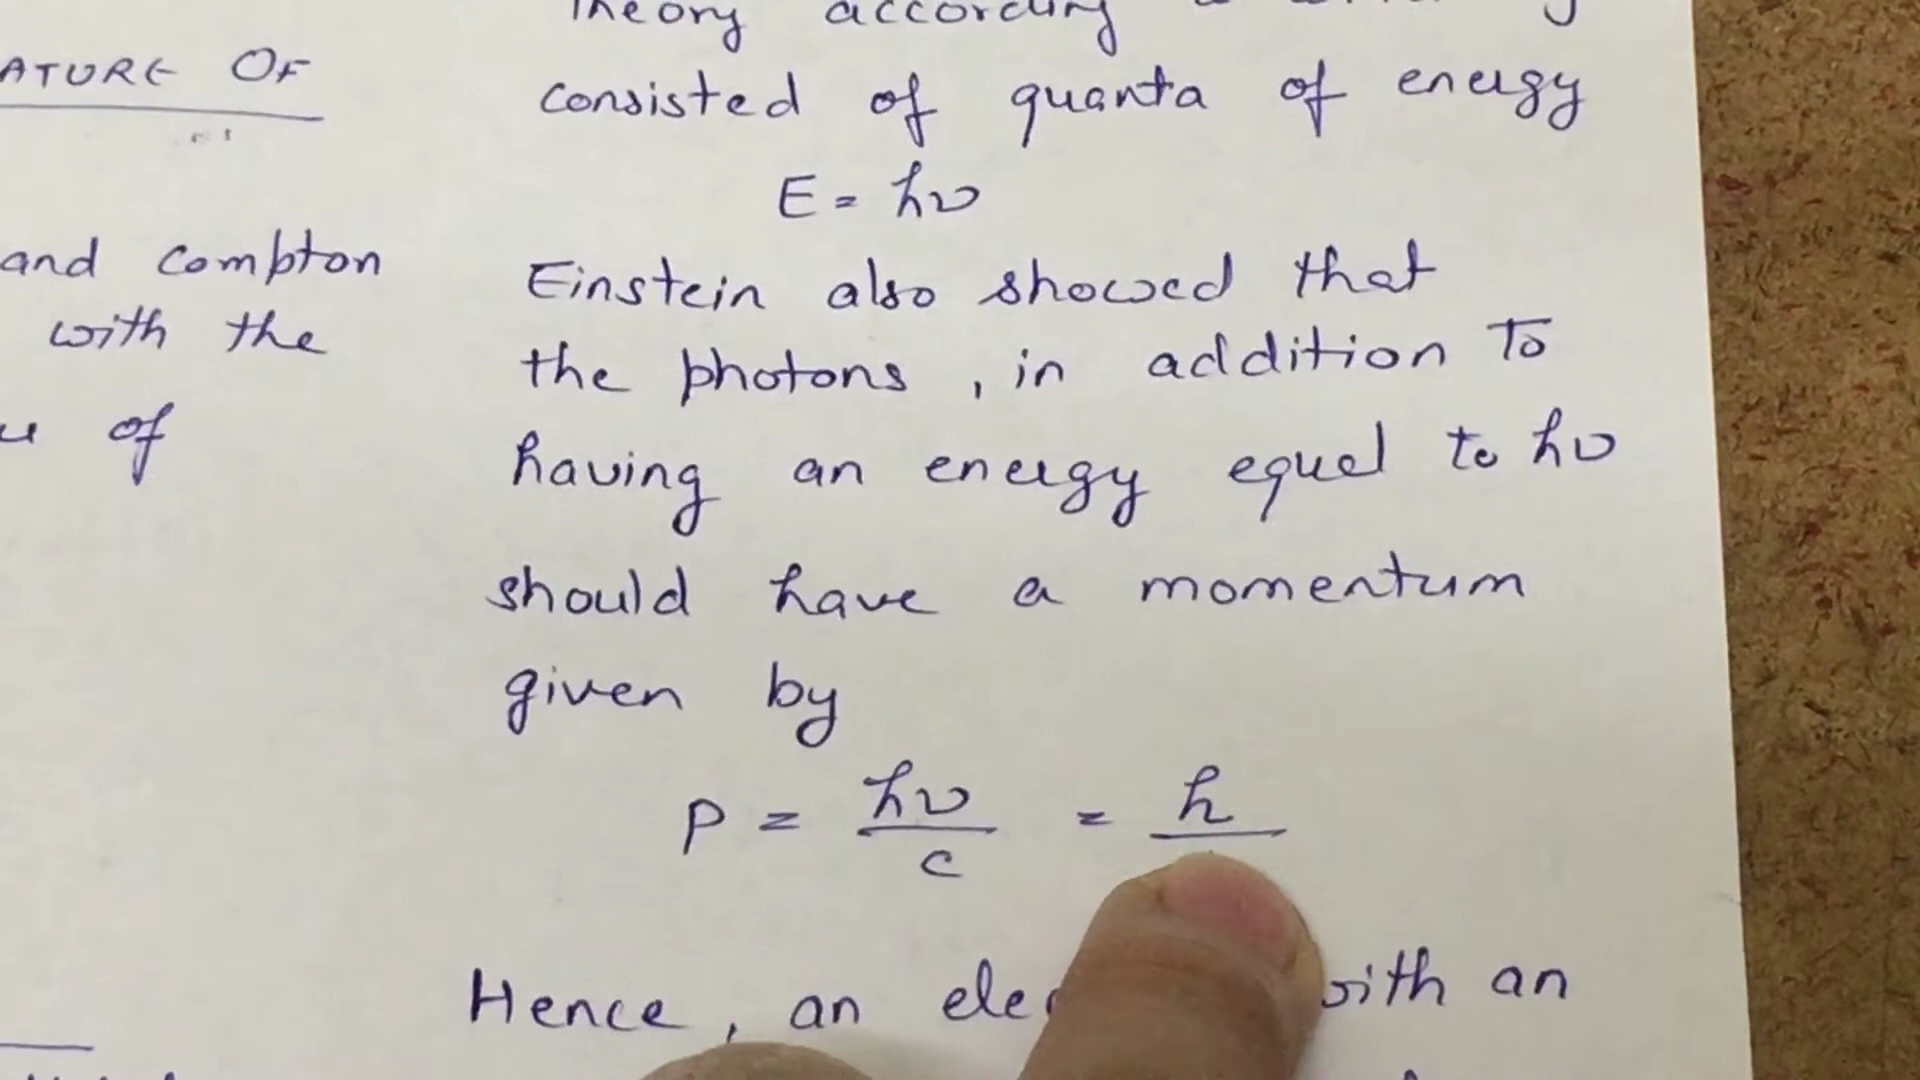 ATURE OF
and compton
with the
of
Theory according
consisted of quanta of energy
E = hν
Einstein also showed that
the photons, in addition To
having an energy equal to hν
should have a momentum
given by
P = hν/c = h
Hence, an ele with an